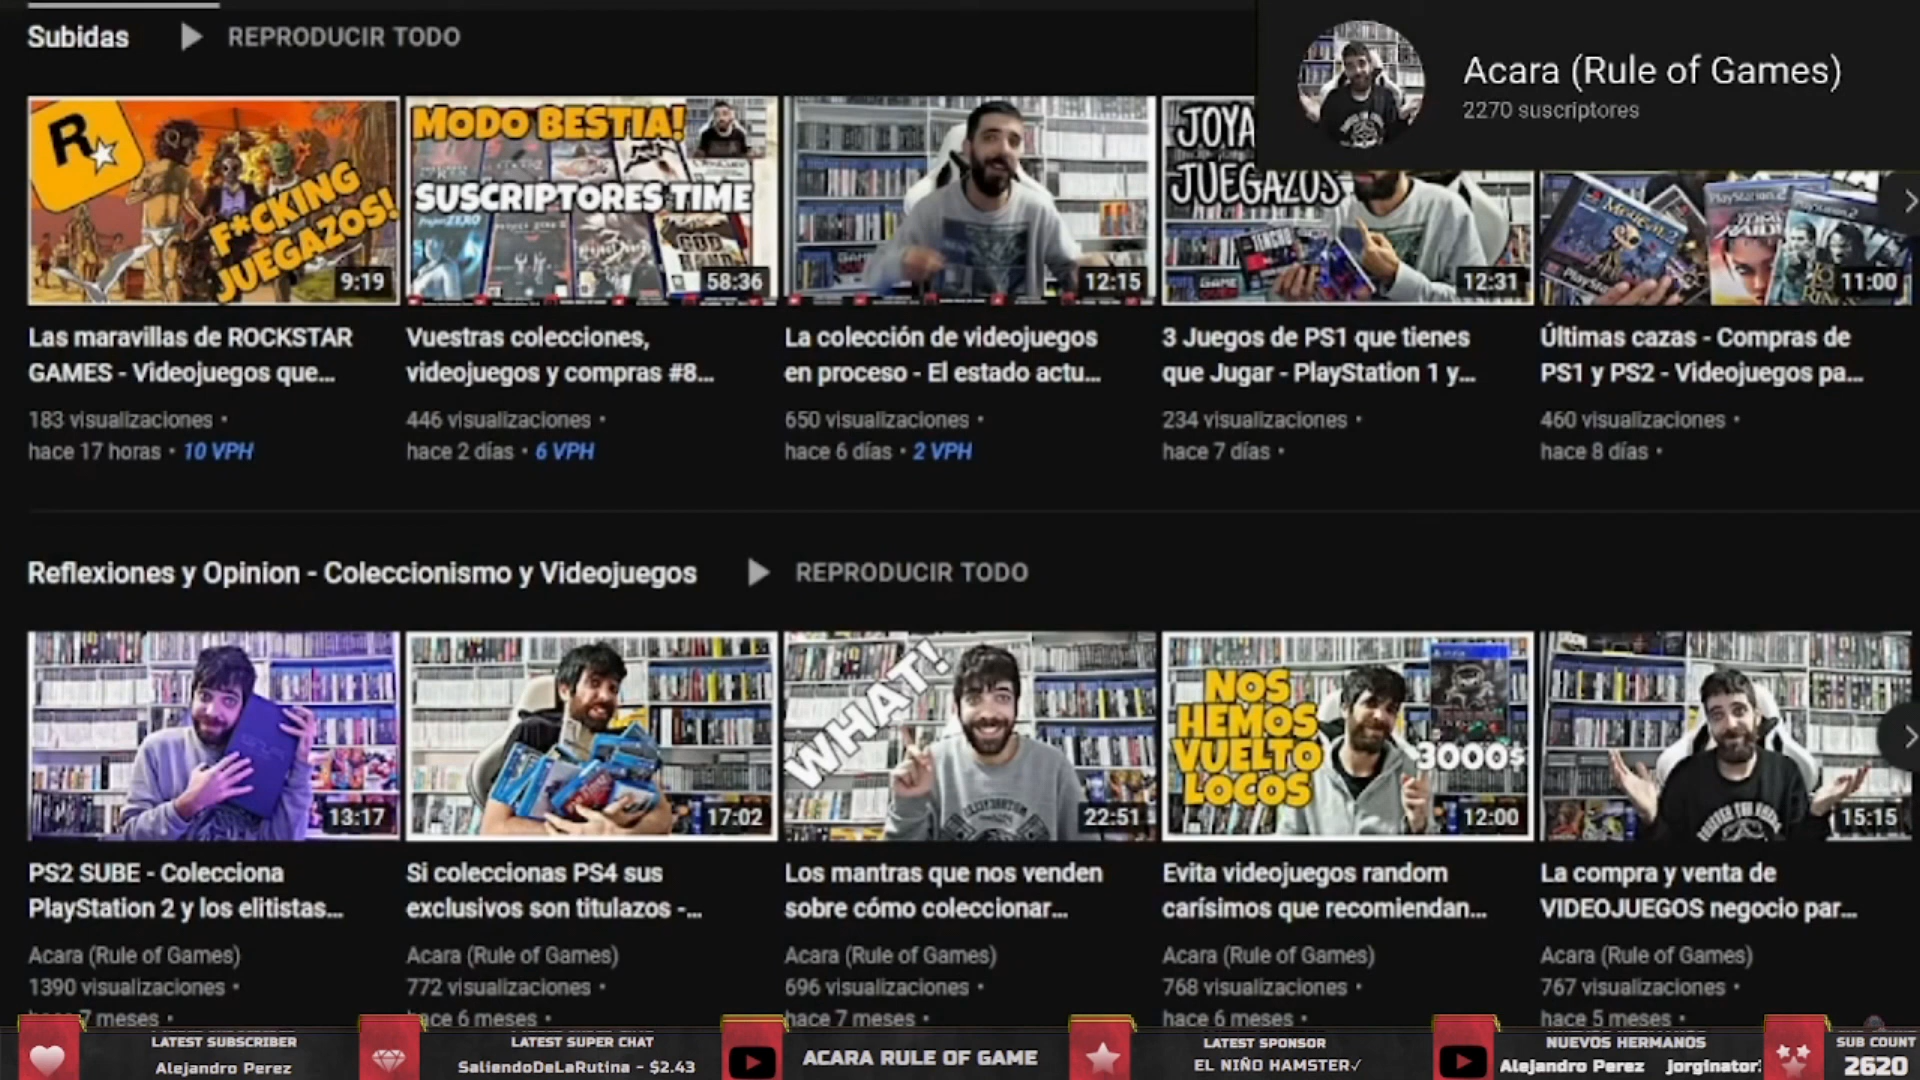 Subidas
REPRODUCIR TODO
Acara (Rule of Games)
2270 suscriptores
R
F*CKING
JUEGAZOS!
9:19
MODO BESTIA!
SUSCRIPTORES TIME
58:36
12:15
JOYA
JUEGAZOS
12:31
11:00
Las maravillas de ROCKSTAR
GAMES - Videojuegos que...
183 visualizaciones •
hace 17 horas • 10 VPH
Vuestras colecciones,
videojuegos y compras #8...
446 visualizaciones •
hace 2 días • 6 VPH
La colección de videojuegos
en proceso - El estado actu...
650 visualizaciones •
hace 6 días • 2 VPH
3 Juegos de PS1 que tienes
que Jugar - PlayStation 1 y...
234 visualizaciones •
hace 7 días •
Últimas cazas - Compras de
PS1 y PS2 - Videojuegos pa...
460 visualizaciones •
hace 8 días •
Reflexiones y Opinion - Coleccionismo y Videojuegos
REPRODUCIR TODO
13:17
17:02
WHAT!
22:51
NOS
HEMOS
VUELTO
LOCOS
3000$
12:00
15:15
PS2 SUBE - Colecciona
PlayStation 2 y los elitistas...
Acara (Rule of Games)
1390 visualizaciones •
hace 7 meses •
Si coleccionas PS4 sus
exclusivos son titulazos -...
Acara (Rule of Games)
772 visualizaciones •
hace 6 meses •
Los mantras que nos venden
sobre cómo coleccionar...
Acara (Rule of Games)
696 visualizaciones •
hace 7 meses •
Evita videojuegos random
carísimos que recomiendan...
Acara (Rule of Games)
768 visualizaciones •
hace 6 meses •
La compra y venta de
VIDEOJUEGOS negocio par...
Acara (Rule of Games)
767 visualizaciones •
hace 5 meses •
LATEST SUBSCRIBER
Alejandro Perez
LATEST SUPER CHAT
SaliendoDeLaRutina - $2.43
ACARA RULE OF GAME
LATEST SPONSOR
EL NIÑO HAMSTER✓
NUEVOS HERMANOS
Alejandro Perez jorginator
SUB COUNT
2620